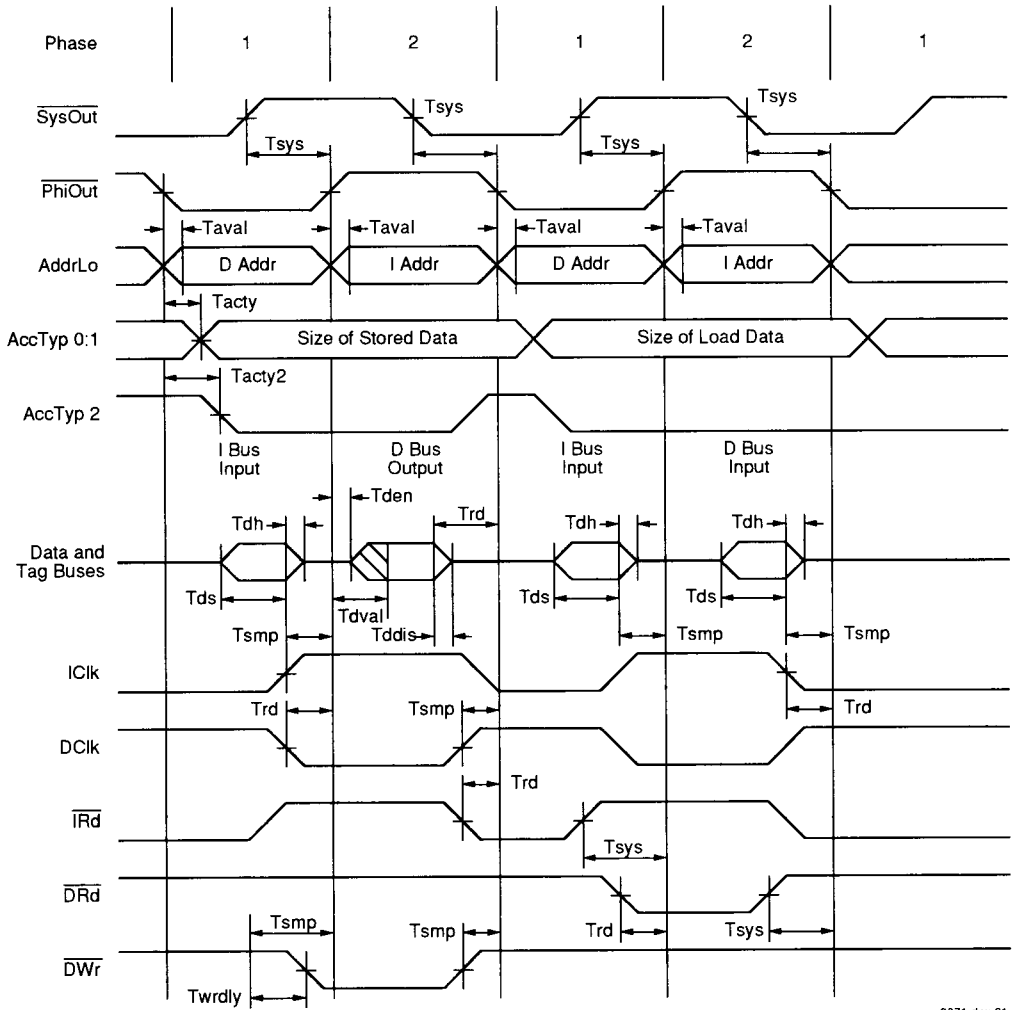 Phase 1 2 1 2 1
SysOut Tsys Tsys
Tsys Tsys
PhiOut
Taval Taval Taval Taval
AddrLo D Addr I Addr D Addr I Addr
Tacty
AccTyp 0:1 Size of Stored Data Size of Load Data
Tacty2
AccTyp 2
I Bus Input D Bus Output I Bus Input D Bus Input
Tden
Tdh Trd Tdh Tdh
Data and Tag Buses
Tds Tdval Tds Tds
Tsmp Tddis Tsmp Tsmp
IClk
Trd Tsmp Trd
DClk
Trd
IRd
Tsys
DRd
Tsmp Tsmp Trd Tsys
DWr
Twrdly